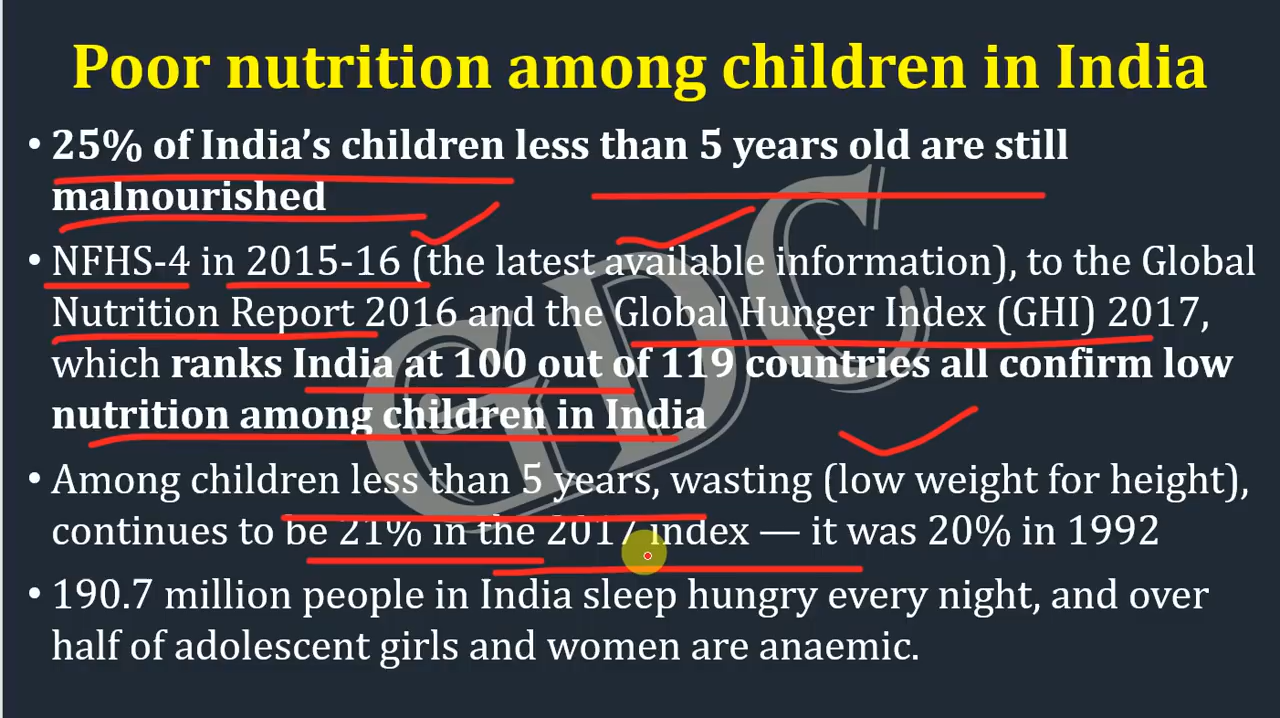 Poor nutrition among children in India
• 25% of India's children less than 5 years old are still
malnourished
• NFHS-4 in 2015-16 (the latest available information), to the Global
Nutrition Report 2016 and the Global Hunger Index (GHI) 2017,
which ranks India at 100 out of 119 countries all confirm low
nutrition among children in India
• Among children less than 5 years, wasting (low weight for height),
continues to be 21% in the 2017 index — it was 20% in 1992
• 190.7 million people in India sleep hungry every night, and over
half of adolescent girls and women are anaemic.
GDC